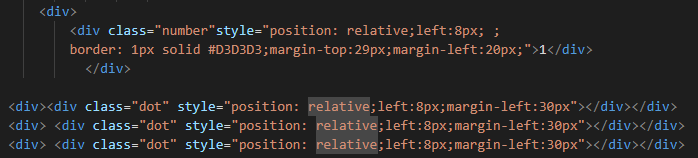 <div>
<div class="number"style="position: relative;left:8px; ;
border: 1px solid #D3D3D3;margin-top:29px;margin-left:20px;">1</div>
</div>
<div><div class="dot" style="position: relative;left:8px;margin-left:30px"></div></div>
<div> <div class="dot" style="position: relative;left:8px;margin-left:30px"></div></div>
<div> <div class="dot" style="position: relative;left:8px;margin-left:30px"></div></div>